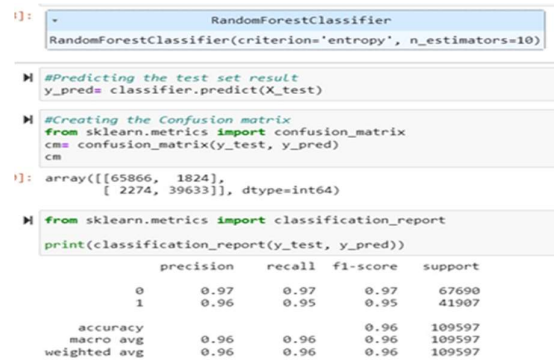 ]:
RandomForestClassifier
RandomForestClassifier(criterion='entropy', n_estimators=10)
#Predicting the test set result
y_pred= classifier.predict(X_test)
#Creating the Confusion matrix
from sklearn.metrics import confusion_matrix
cm= confusion_matrix(y_test, y_pred)
cm
]: array([[65866, 1824],
[ 2274, 39633]], dtype=int64)
from sklearn.metrics import classification_report
print(classification_report(y_test, y_pred))
precision recall f1-score support
0 0.97 0.97 0.97 67690
1 0.96 0.95 0.95 41907
accuracy 0.96 109597
macro avg 0.96 0.96 0.96 109597
weighted avg 0.96 0.96 0.96 109597